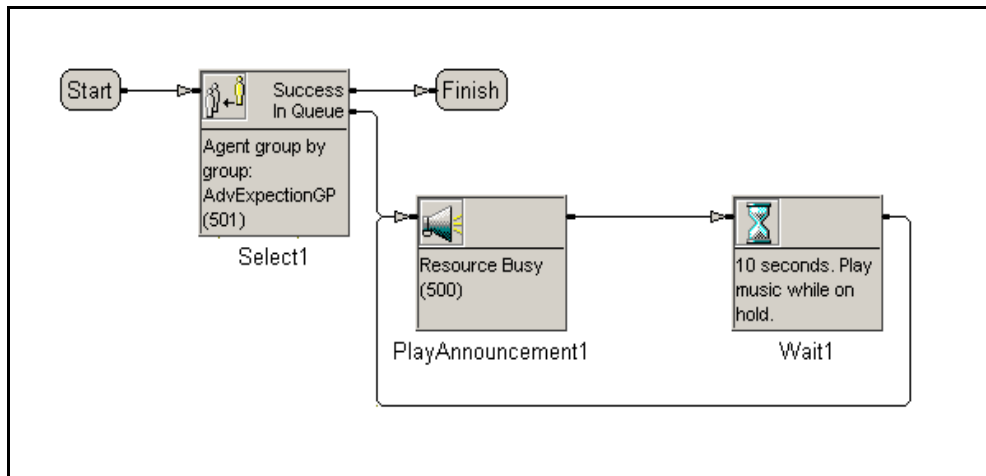 Start
Success
In Queue
Finish
Agent group by
group:
AdvExpectionGP
(501)
Select1
Resource Busy
(500)
PlayAnnouncement1
10 seconds. Play
music while on
hold.
Wait1